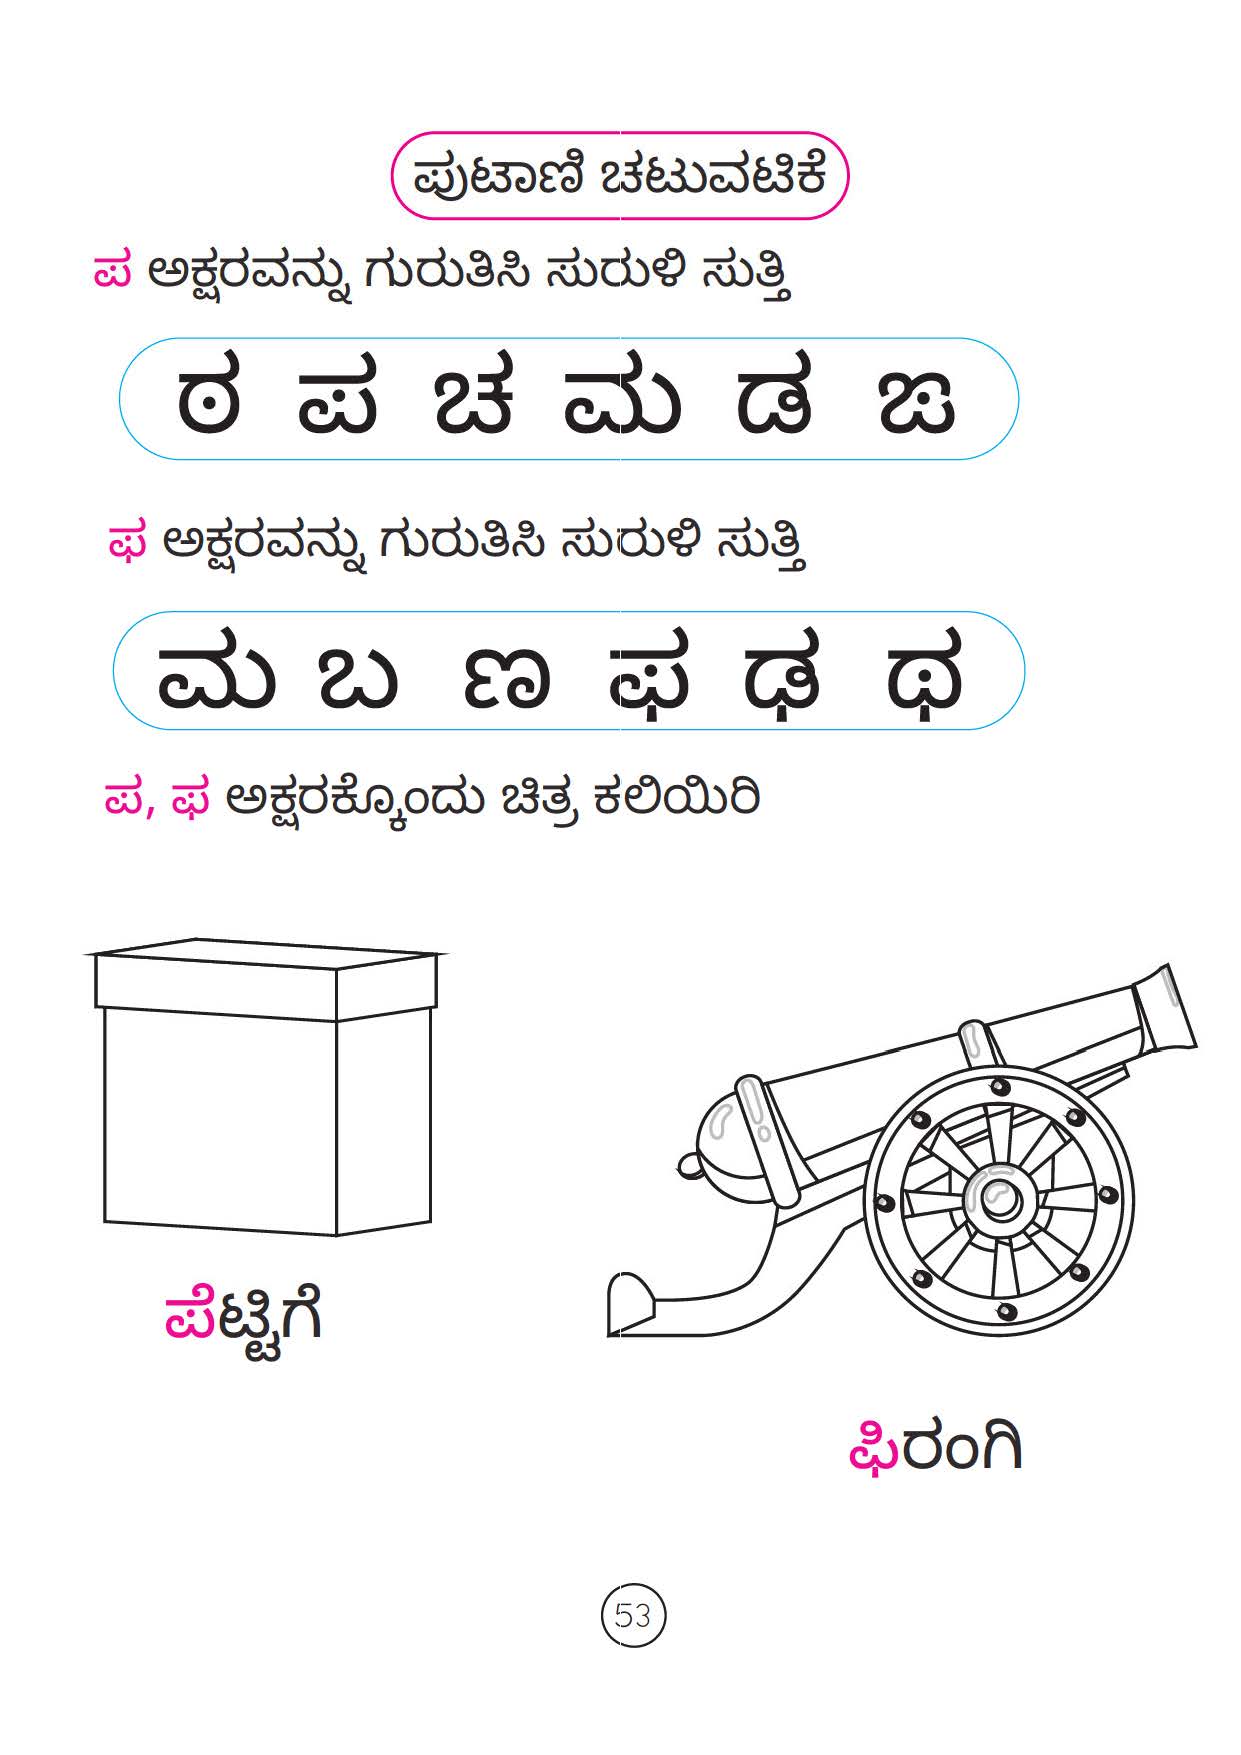 ಪುಟಾಣಿ ಚಟುವಟಿಕೆ
ಪ ಅಕ್ಷರವನ್ನು ಗುರುತಿಸಿ ಸುರುಳಿ ಸುತ್ತಿ
ಠ ಪ ಚ ಮ ಡ ಙ
ಫ ಅಕ್ಷರವನ್ನು ಗುರುತಿಸಿ ಸುರುಳಿ ಸುತ್ತಿ
ಮ ಬ ಣ ಫ ಢ ಥ
ಪ, ಫ ಅಕ್ಷರಕ್ಕೊಂದು ಚಿತ್ರ ಕಲಿಯಿರಿ
ಪೆಟ್ಟಿಗೆ
ಫಿರಂಗಿ
53